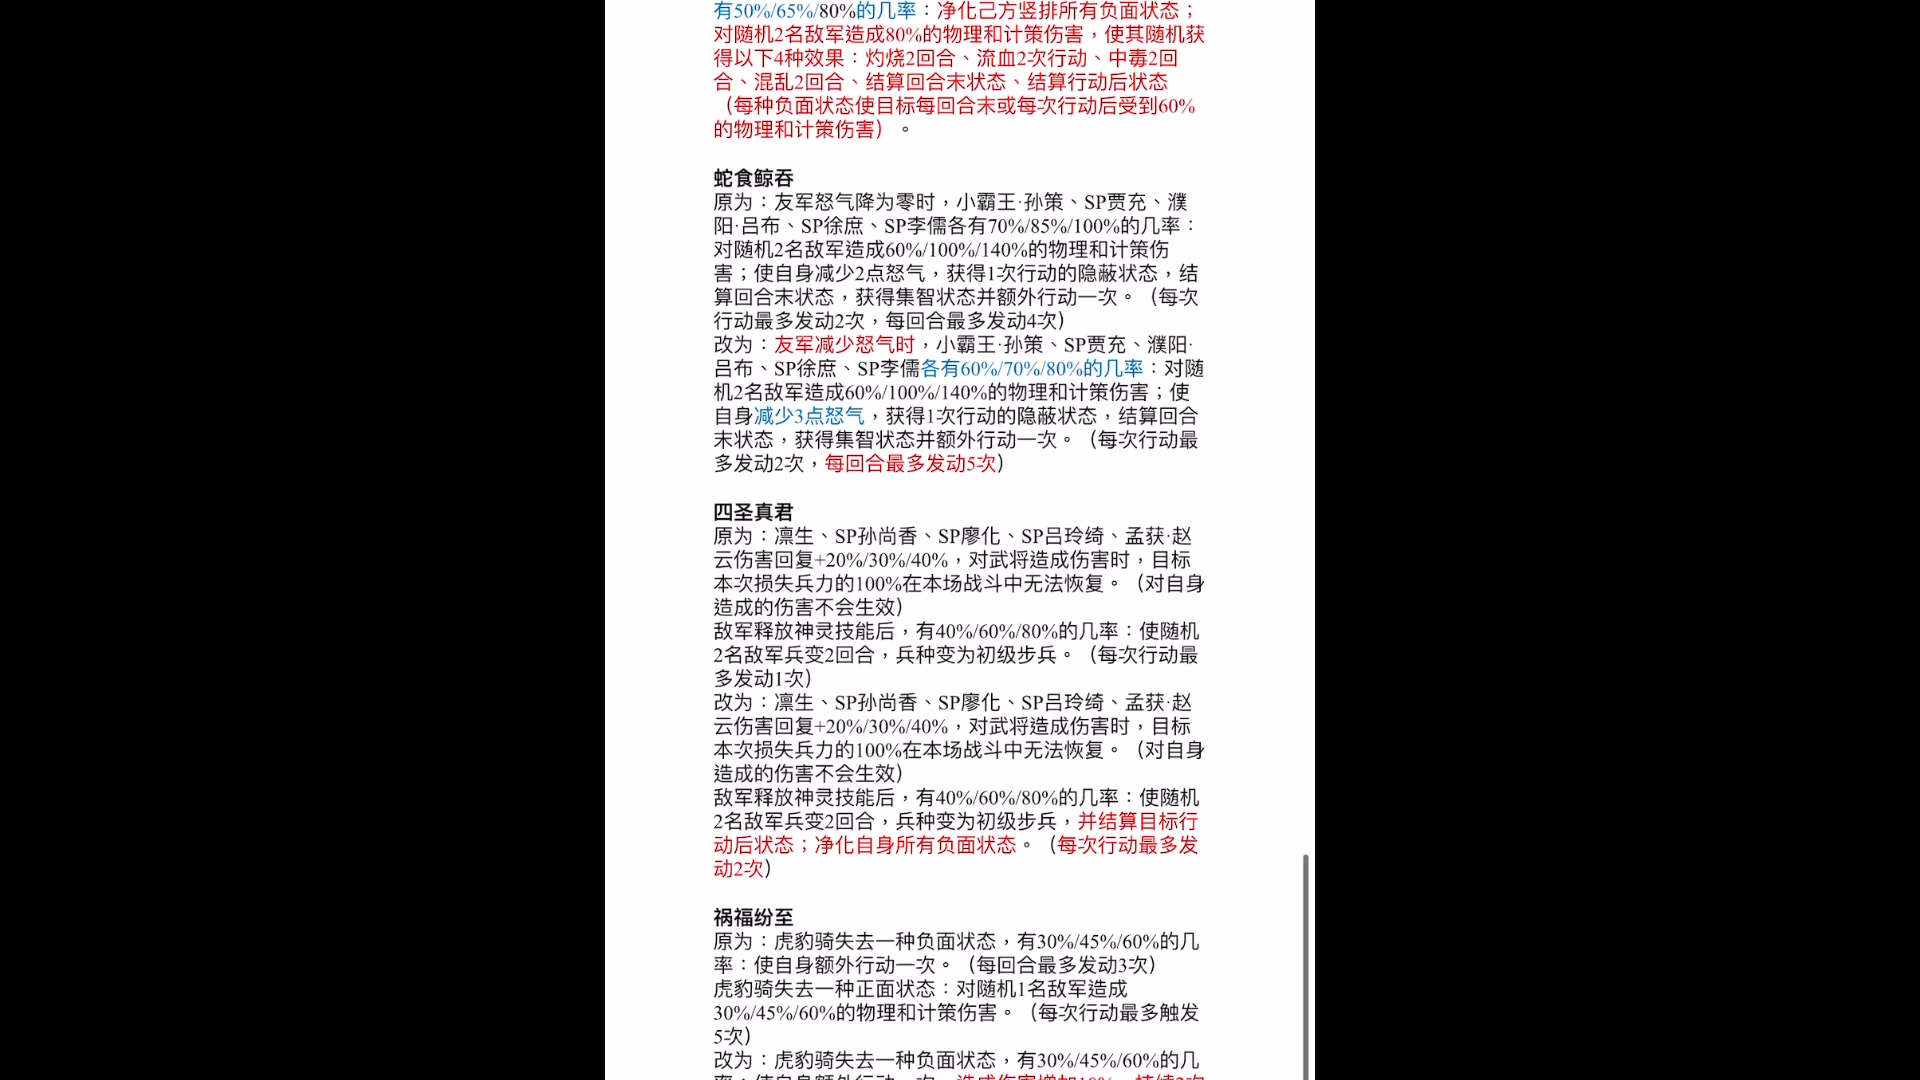 有50%/65%/80%的几率：净化己方竖排所有负面状态；
对随机2名敌军造成80%的物理和计策伤害，使其随机获
得以下4种效果：灼烧2回合、流血2次行动、中毒2回
合、混乱2回合、结算回合末状态、结算行动后状态
（每种负面状态使目标每回合末或每次行动后受到60%
的物理和计策伤害）。
蛇食鲸吞
原为：友军怒气降为零时，小霸王·孙策、SP贾充、濮
阳·吕布、SP徐庶、SP李儒各有70%/85%/100%的几率：
对随机2名敌军造成60%/100%/140%的物理和计策伤
害；使自身减少2点怒气，获得1次行动的隐蔽状态，结
算回合末状态，获得集智状态并额外行动一次。（每次
行动最多发动2次，每回合最多发动4次）
改为：友军减少怒气时，小霸王·孙策、SP贾充、濮阳·
吕布、SP徐庶、SP李儒各有60%/70%/80%的几率：对随
机2名敌军造成60%/100%/140%的物理和计策伤害；使
自身减少3点怒气，获得1次行动的隐蔽状态，结算回合
末状态，获得集智状态并额外行动一次。（每次行动最
多发动2次，每回合最多发动5次）
四圣真君
原为：凛生、SP孙尚香、SP廖化、SP吕玲绮、孟获·赵
云伤害回复+20%/30%/40%，对武将造成伤害时，目标
本次损失兵力的100%在本场战斗中无法恢复。（对自身
造成的伤害不会生效）
敌军释放神灵技能后，有40%/60%/80%的几率：使随机
2名敌军兵变2回合，兵种变为初级步兵。（每次行动最
多发动1次）
改为：凛生、SP孙尚香、SP廖化、SP吕玲绮、孟获·赵
云伤害回复+20%/30%/40%，对武将造成伤害时，目标
本次损失兵力的100%在本场战斗中无法恢复。（对自身
造成的伤害不会生效）
敌军释放神灵技能后，有40%/60%/80%的几率：使随机
2名敌军兵变2回合，兵种变为初级步兵，并结算目标行
动后状态；净化自身所有负面状态。（每次行动最多发
动2次）
祸福纷至
原为：虎豹骑失去一种负面状态，有30%/45%/60%的几
率：使自身额外行动一次。（每回合最多发动3次）
虎豹骑失去一种正面状态：对随机1名敌军造成
30%/45%/60%的物理和计策伤害。（每次行动最多触发
5次）
改为：虎豹骑失去一种负面状态，有30%/45%/60%的几